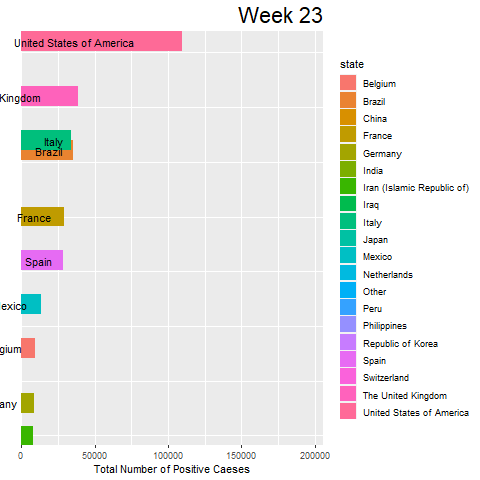 Week 23
United States of America
Kingdom
Italy
Brazil
France
Spain
exico
gium
any
0
50000
100000
150000
200000
Total Number of Positive Caeses
state
Belgium
Brazil
China
France
Germany
India
Iran (Islamic Republic of)
Iraq
Italy
Japan
Mexico
Netherlands
Other
Peru
Philippines
Republic of Korea
Spain
Switzerland
The United Kingdom
United States of America